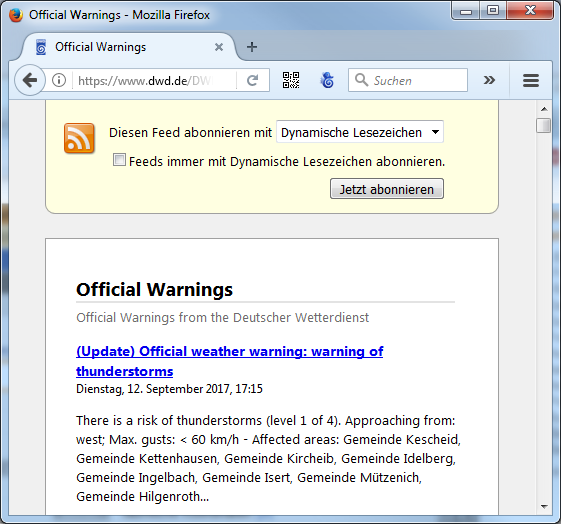 Official Warnings - Mozilla Firefox
Official Warnings
https://www.dwd.de/DW
Suchen
Diesen Feed abonnieren mit Dynamische Lesezeichen
Feeds immer mit Dynamische Lesezeichen abonnieren.
Jetzt abonnieren
Official Warnings
Official Warnings from the Deutscher Wetterdienst
(Update) Official weather warning: warning of
thunderstorms
Dienstag, 12. September 2017, 17:15
There is a risk of thunderstorms (level 1 of 4). Approaching from:
west; Max. gusts: < 60 km/h - Affected areas: Gemeinde Kescheid,
Gemeinde Kettenhausen, Gemeinde Kircheib, Gemeinde Idelberg,
Gemeinde Ingelbach, Gemeinde Isert, Gemeinde Mützenich,
Gemeinde Hilgenroth...